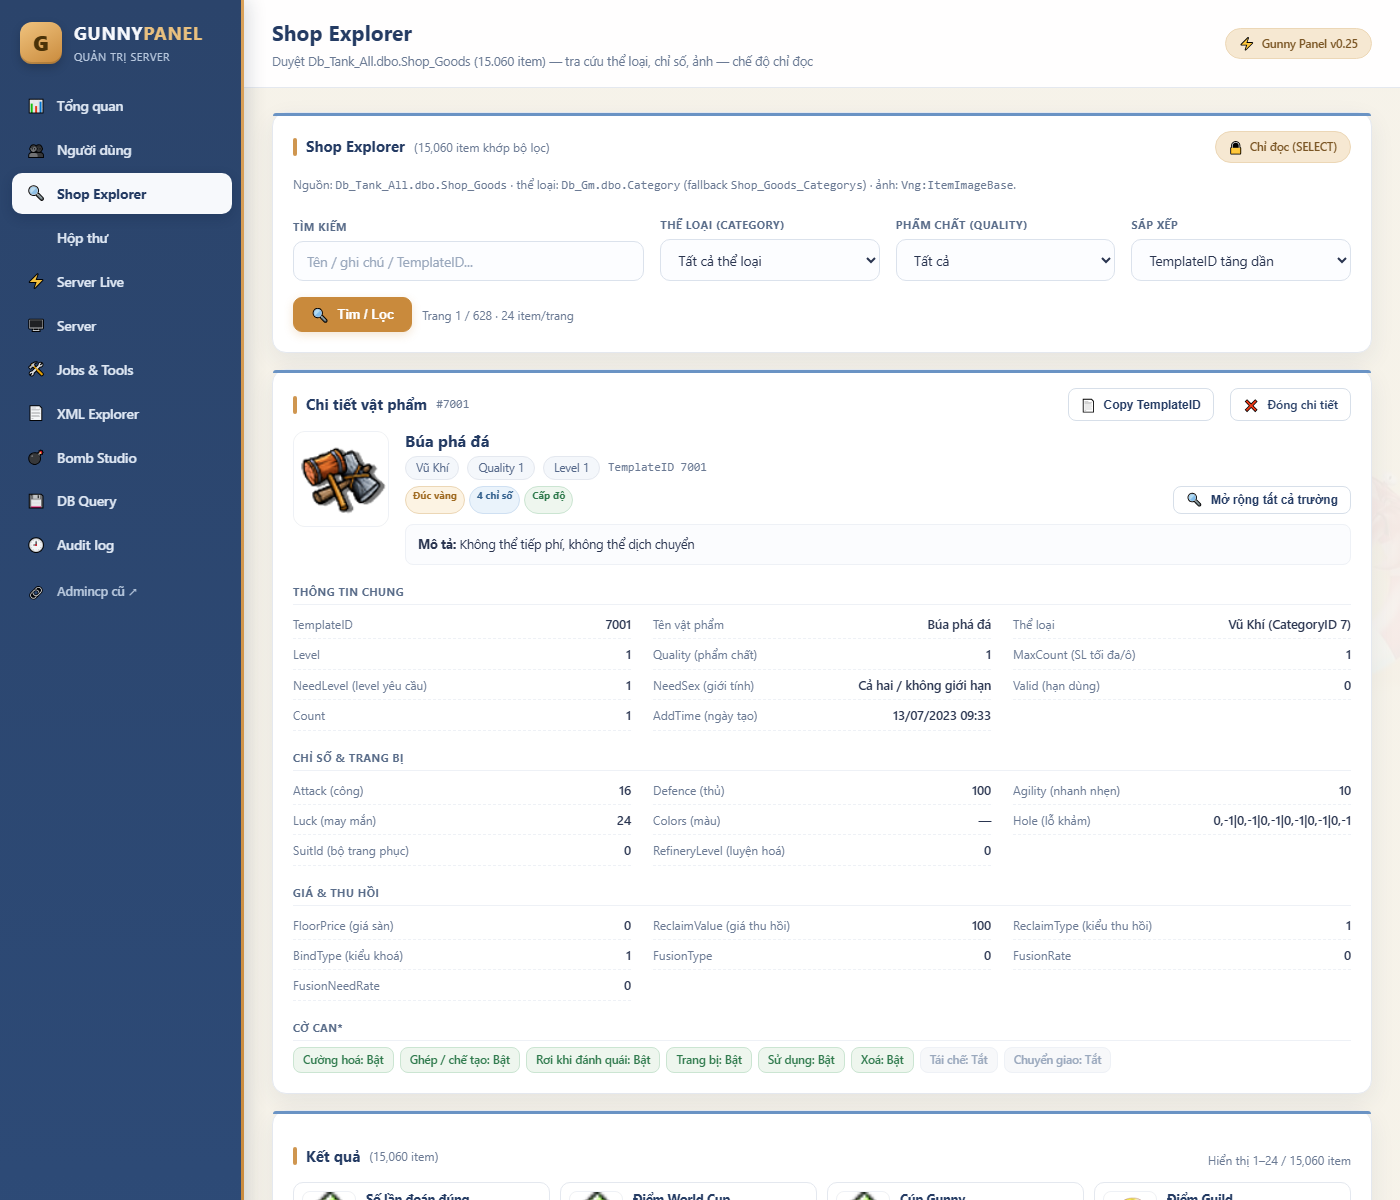 G
GUNNYPANEL
QUẢN TRỊ SERVER
Tổng quan
Người dùng
Shop Explorer
Hộp thư
Server Live
Server
Jobs & Tools
XML Explorer
Bomb Studio
DB Query
Audit log
Admincp cũ ↗
Shop Explorer
Duyệt Db_Tank_All.dbo.Shop_Goods (15.060 item) — tra cứu thể loại, chỉ số, ảnh — chế độ chỉ đọc
Gunny Panel v0.25
Shop Explorer (15,060 item khớp bộ lọc)
Chỉ đọc (SELECT)
Nguồn: Db_Tank_All.dbo.Shop_Goods · thể loại: Db_Gm.dbo.Category (fallback Shop_Goods_Categorys) · ảnh: Vng:ItemImageBase.
TÌM KIẾM
THỂ LOẠI (CATEGORY)
PHẨM CHẤT (QUALITY)
SẮP XẾP
Tên / ghi chú / TemplateID...
Tất cả thể loại
Tất cả
TemplateID tăng dần
Tìm / Lọc
Trang 1 / 628 · 24 item/trang
Chi tiết vật phẩm #7001
Copy TemplateID
Đóng chi tiết
Búa phá đá
Vũ Khí Quality 1 Level 1 TemplateID 7001
Đúc vàng 4 chỉ số Cấp độ
Mở rộng tất cả trường
Mô tả: Không thể tiếp phí, không thể dịch chuyển
THÔNG TIN CHUNG
TemplateID 7001 Tên vật phẩm Búa phá đá Thể loại Vũ Khí (CategoryID 7)
Level 1 Quality (phẩm chất) 1 MaxCount (SL tối đa/ô) 1
NeedLevel (level yêu cầu) 1 NeedSex (giới tính) Cả hai / không giới hạn Valid (hạn dùng) 0
Count 1 AddTime (ngày tạo) 13/07/2023 09:33
CHỈ SỐ & TRANG BỊ
Attack (công) 16 Defence (thủ) 100 Agility (nhanh nhẹn) 10
Luck (may mắn) 24 Colors (màu) — Hole (lỗ khảm) 0,-1|0,-1|0,-1|0,-1|0,-1|0,-1
SuitId (bộ trang phục) 0 RefineryLevel (luyện hoá) 0
GIÁ & THU HỒI
FloorPrice (giá sàn) 0 ReclaimValue (giá thu hồi) 100 ReclaimType (kiểu thu hồi) 1
BindType (kiểu khoá) 1 FusionType 0 FusionRate 0
FusionNeedRate 0
CỜ CAN*
Cường hoá: Bật Ghép / chế tạo: Bật Rơi khi đánh quái: Bật Trang bị: Bật Sử dụng: Bật Xoá: Bật Tái chế: Tắt Chuyển giao: Tắt
Kết quả (15,060 item)
Hiển thị 1–24 / 15,060 item
Số lần đoán đúng
Điểm World Cup
Cúp Gunny
Điểm Guild